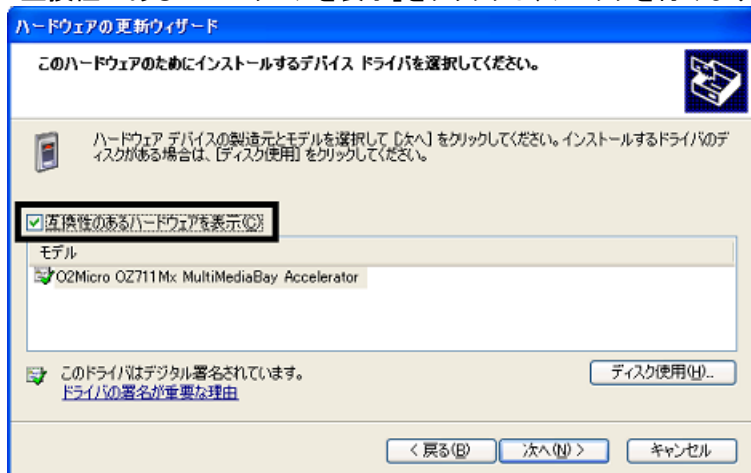 ハードウェアの更新ウィザード
このハードウェアのためにインストールするデバイス ドライバを選択してください。
ハードウェア デバイスの製造元とモデルを選択して [次へ] をクリックしてください。インストールするドライバのデ
ィスクがある場合は、[ディスク使用] をクリックしてください。
互換性のあるハードウェアを表示(C)
モデル
O2Micro OZ711Mx MultiMediaBay Accelerator
このドライバはデジタル署名されています。
ディスク使用(H)...
ドライバの署名が重要な理由
< 戻る(B)
次へ(N) >
キャンセル